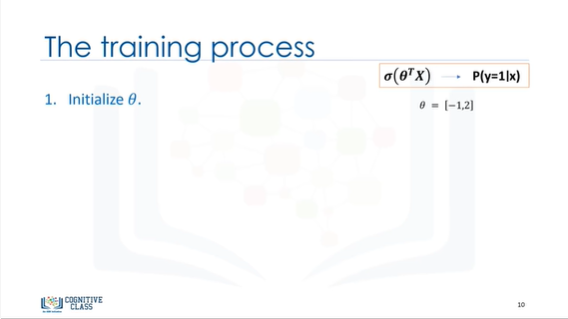 The training process
σ(θᵀX) → P(y=1|x)
1. Initialize θ.
θ = [−1,2]
COGNITIVE
CLASS
10